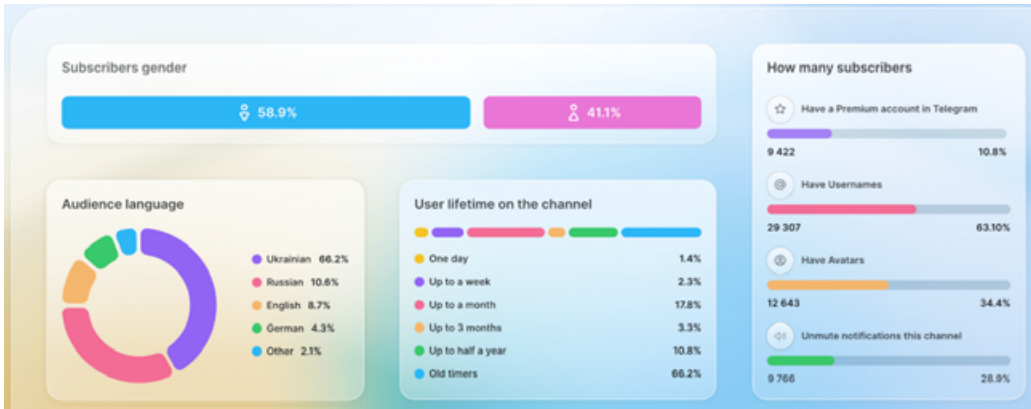 Subscribers gender
58.9%
41.1%
Audience language
Ukrainian 66.2%
Russian 10.6%
English 8.7%
German 4.3%
Other 2.1%
User lifetime on the channel
One day 1.4%
Up to a week 2.3%
Up to a month 17.8%
Up to 3 months 3.3%
Up to half a year 10.8%
Old timers 66.2%
How many subscribers
Have a Premium account in Telegram
9 422 10.8%
Have Usernames
29 307 63.10%
Have Avatars
12 643 34.4%
Unmute notifications this channel
9 766 28.9%